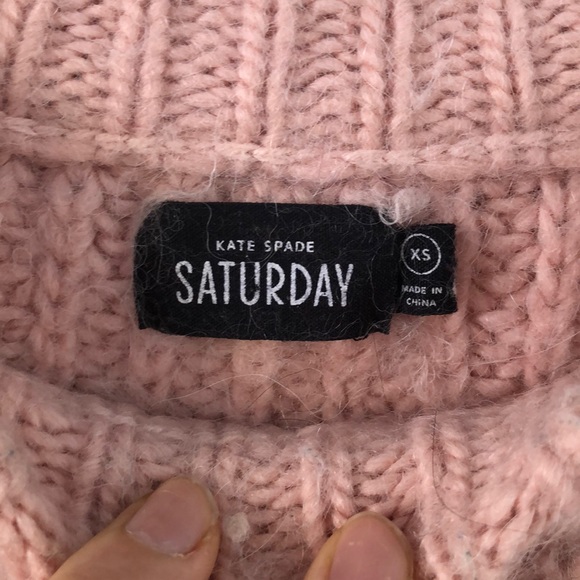 KATE SPADE
SATURDAY
XS
MADE IN
CHINA